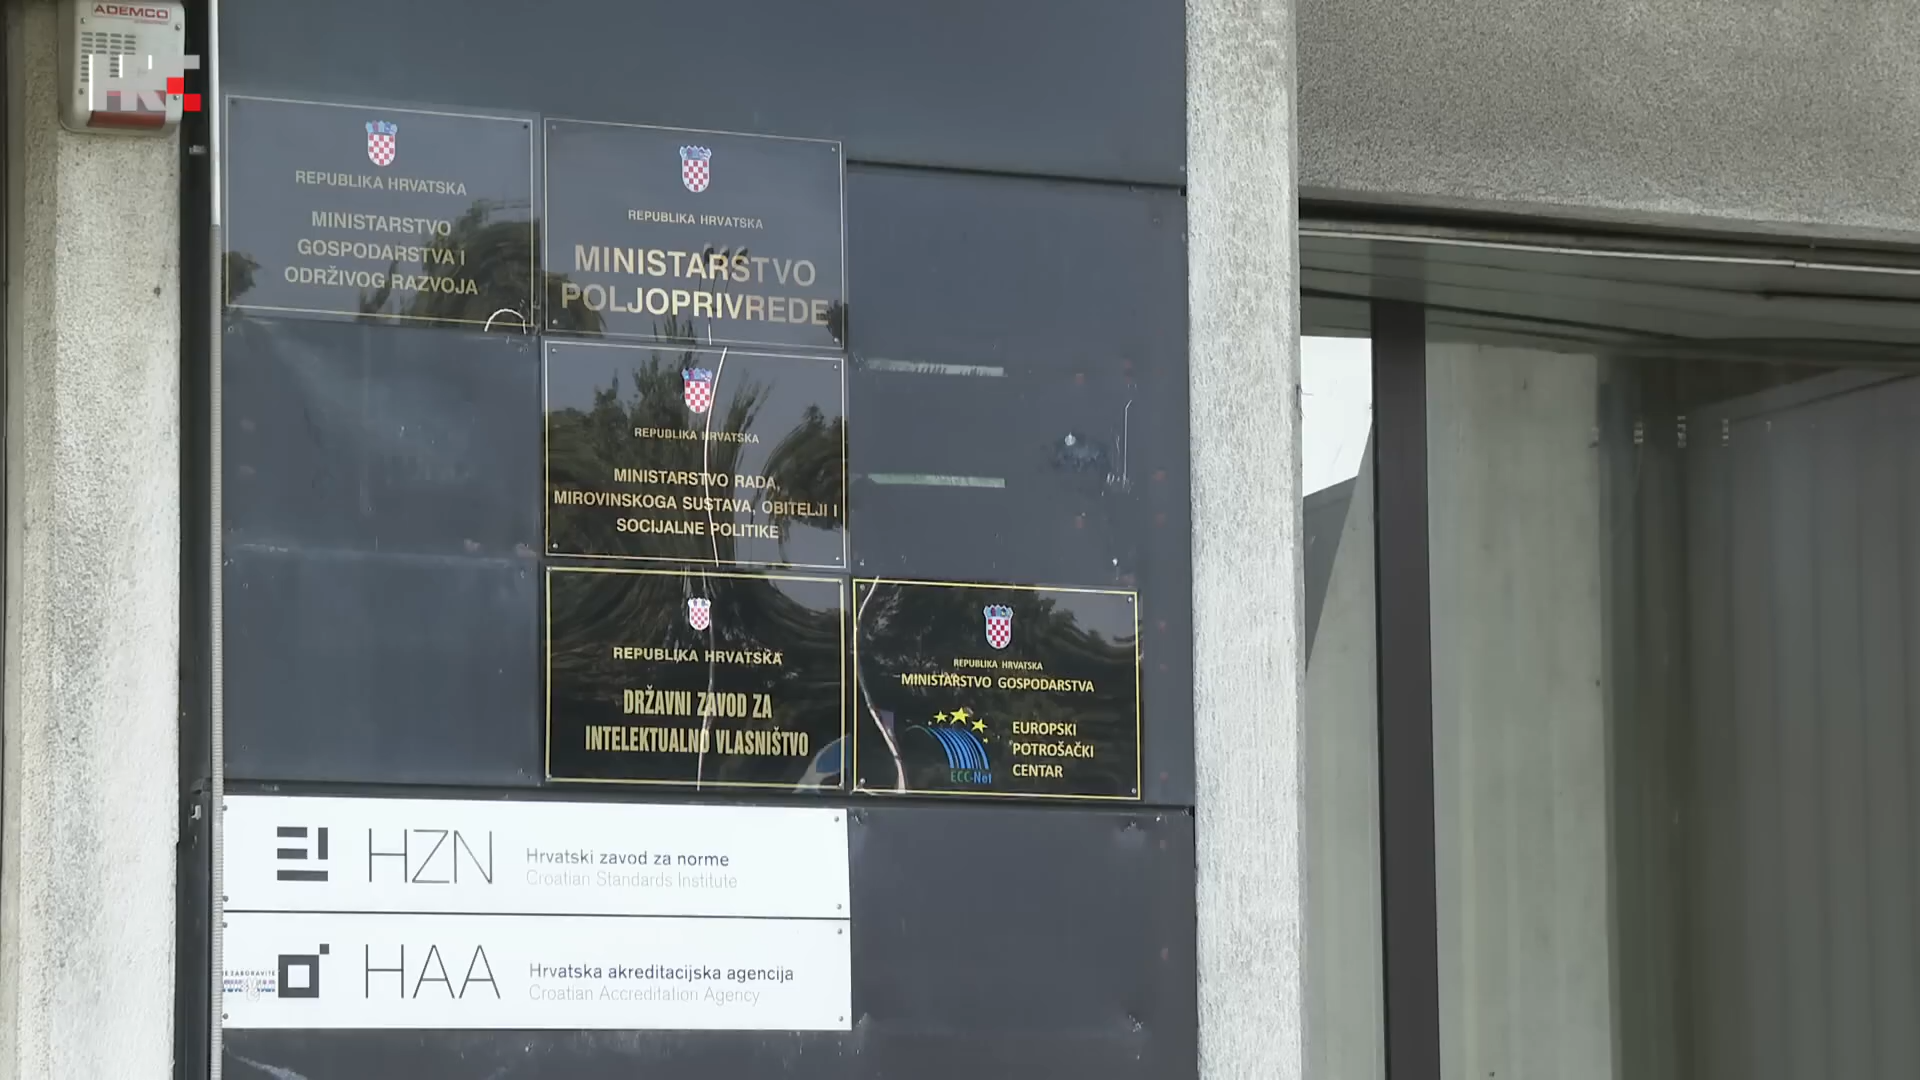 ADEMCO
HRT
REPUBLIKA HRVATSKA
MINISTARSTVO
GOSPODARSTVA I
ODRŽIVOG RAZVOJA
REPUBLIKA HRVATSKA
MINISTARSTVO
POLJOPRIVREDE
REPUBLIKA HRVATSKA
MINISTARSTVO RADA,
MIROVINSKOGA SUSTAVA, OBITELJI I
SOCIJALNE POLITIKE
REPUBLIKA HRVATSKA
DRŽAVNI ZAVOD ZA
INTELEKTUALNO VLASNIŠTVO
REPUBLIKA HRVATSKA
MINISTARSTVO GOSPODARSTVA
ECC-Net
EUROPSKI
POTROŠAČKI
CENTAR
HZN
Hrvatski zavod za norme
Croatian Standards Institute
HAA
Hrvatska akreditacijska agencija
Croatian Accreditation Agency